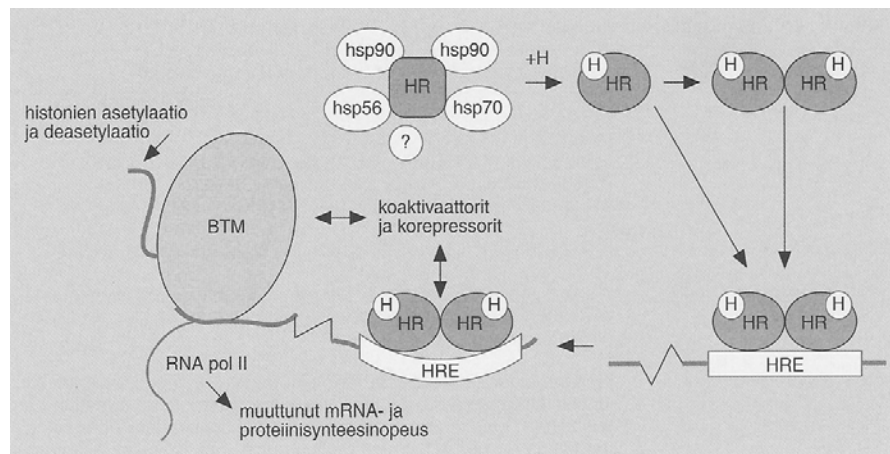 hsp90
hsp90
HR
hsp56
hsp70
?
+H
H
HR
H
H
HR
HR
histonien asetylaatio
ja deasetylaatio
BTM
koaktivaattorit
ja korepressorit
H
H
HR
HR
HRE
H
H
HR
HR
HRE
RNA pol II
muuttunut mRNA- ja
proteiinisynteesinopeus